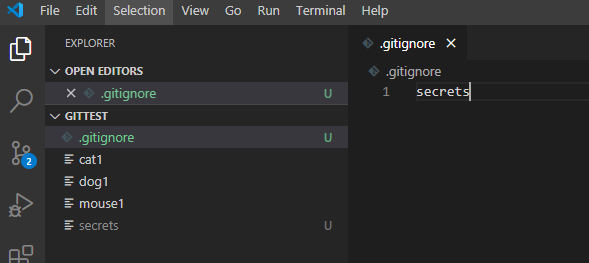 File Edit Selection View Go Run Terminal Help
EXPLORER
OPEN EDITORS
.gitignore U
GITTEST
.gitignore U
cat1
dog1
mouse1
secrets U
2
.gitignore
.gitignore
1 secrets